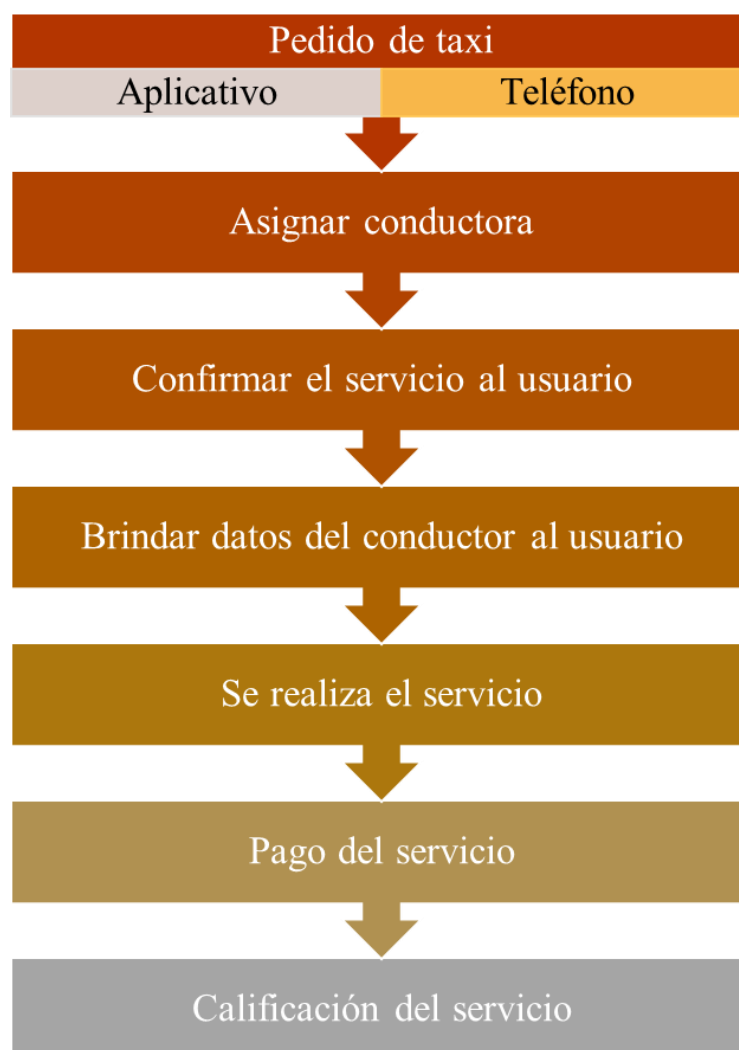 Pedido de taxi
Aplicativo
Teléfono
Asignar conductora
Confirmar el servicio al usuario
Brindar datos del conductor al usuario
Se realiza el servicio
Pago del servicio
Calificación del servicio